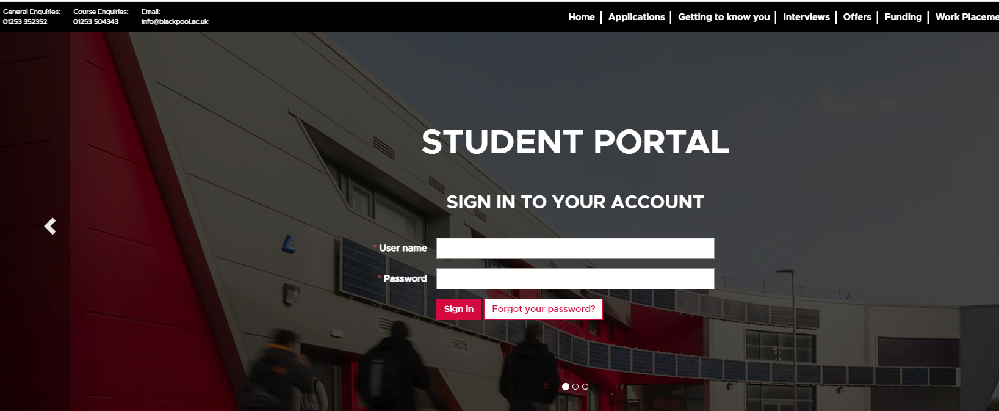 General Enquiries:
01253 352352
Course Enquiries:
01253 504343
Email:
info@blackpool.ac.uk
Home | Applications | Getting to know you | Interviews | Offers | Funding | Work Placeme
STUDENT PORTAL
SIGN IN TO YOUR ACCOUNT
* User name
* Password
Sign in
Forgot your password?